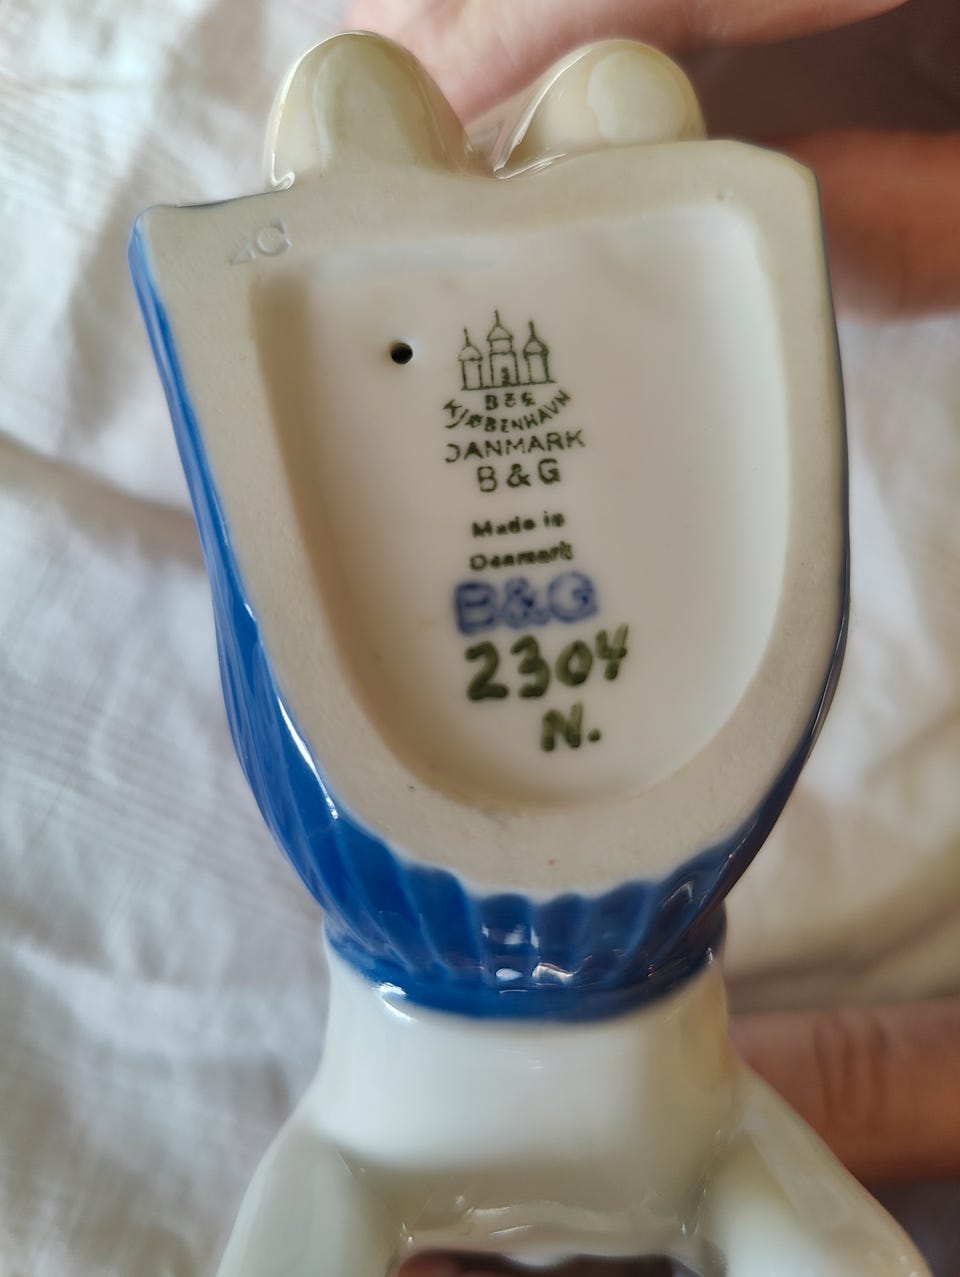 C
B&G
KJØBENHAVN
DANMARK
B&G
Made in
Denmark
B&G
2304
N.